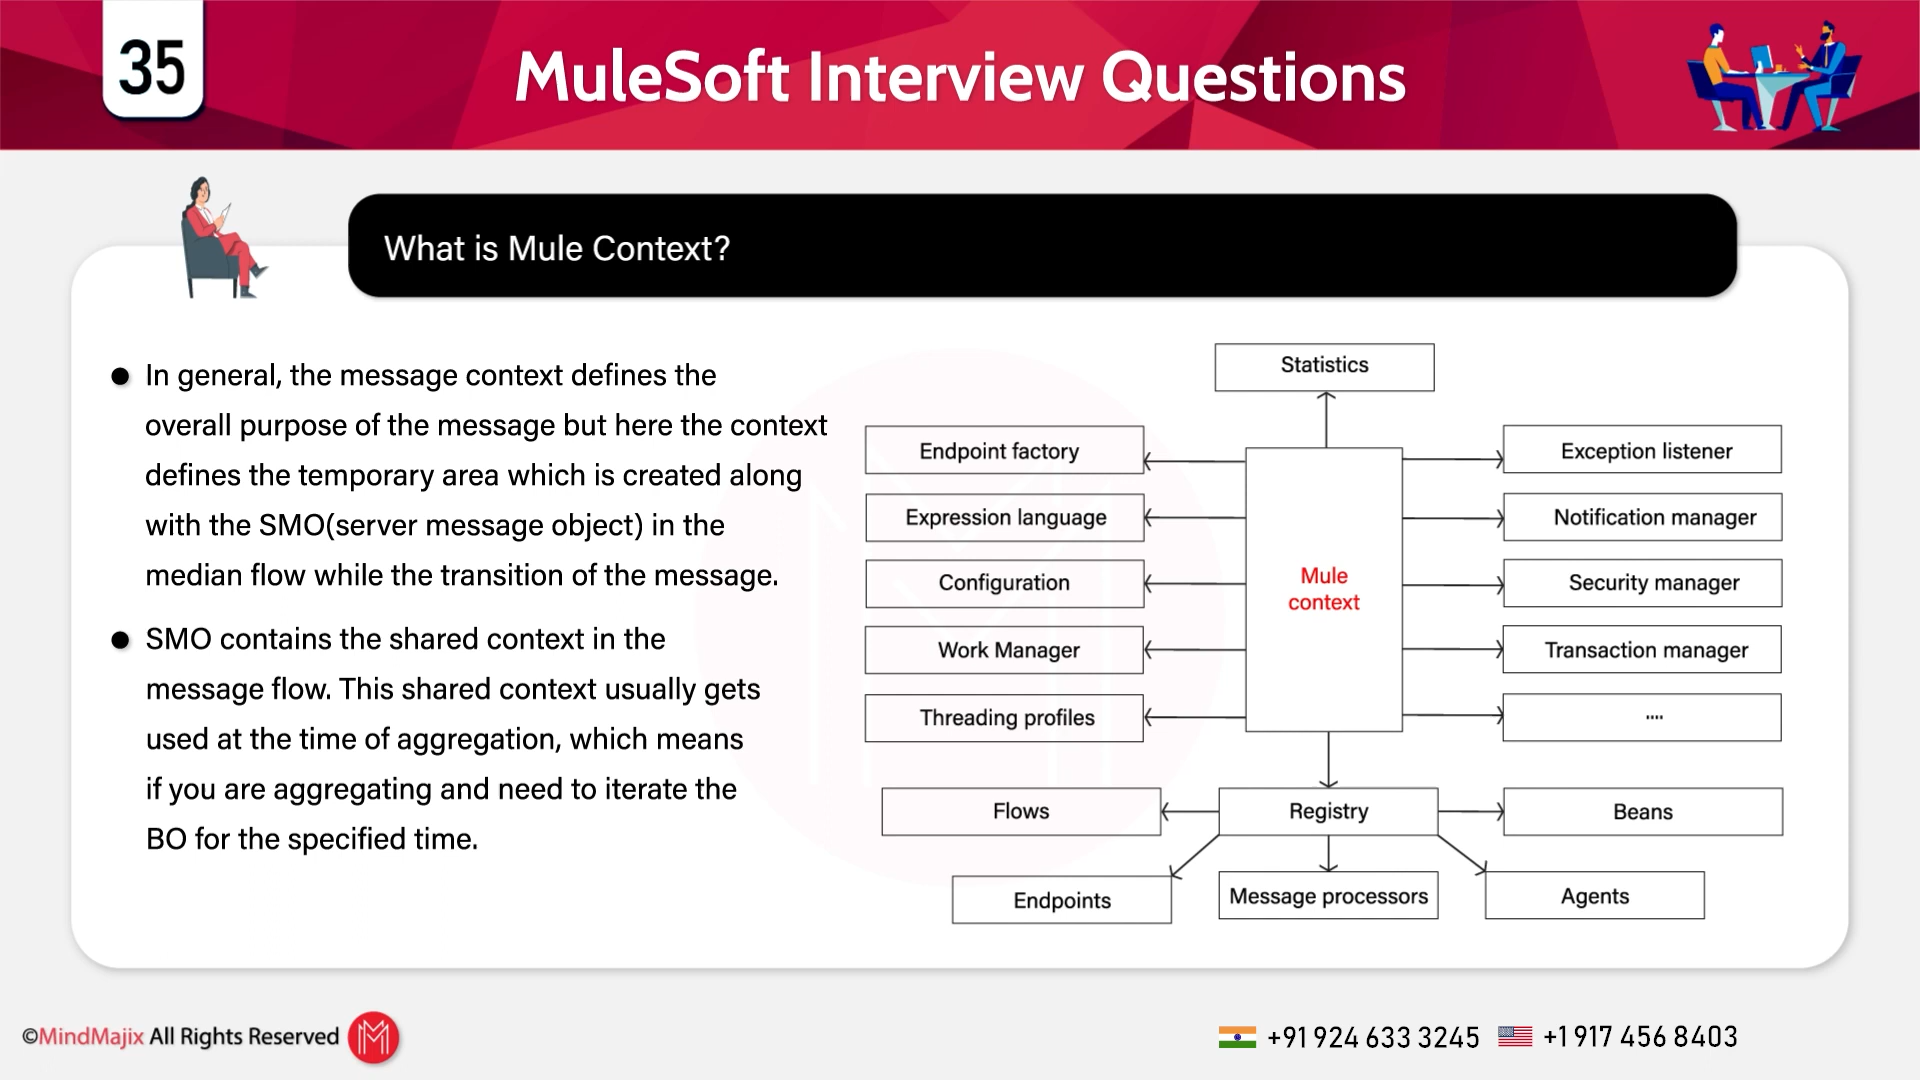 35
MuleSoft Interview Questions
What is Mule Context?
● In general, the message context defines the
overall purpose of the message but here the context
defines the temporary area which is created along
with the SMO(server message object) in the
median flow while the transition of the message.
● SMO contains the shared context in the
message flow. This shared context usually gets
used at the time of aggregation, which means
if you are aggregating and need to iterate the
BO for the specified time.
Statistics
Endpoint factory
Expression language
Configuration
Work Manager
Threading profiles
Mule
context
Exception listener
Notification manager
Security manager
Transaction manager
....
Flows
Registry
Beans
Endpoints
Message processors
Agents
©MindMajix All Rights Reserved
+91 924 633 3245
+1 917 456 8403